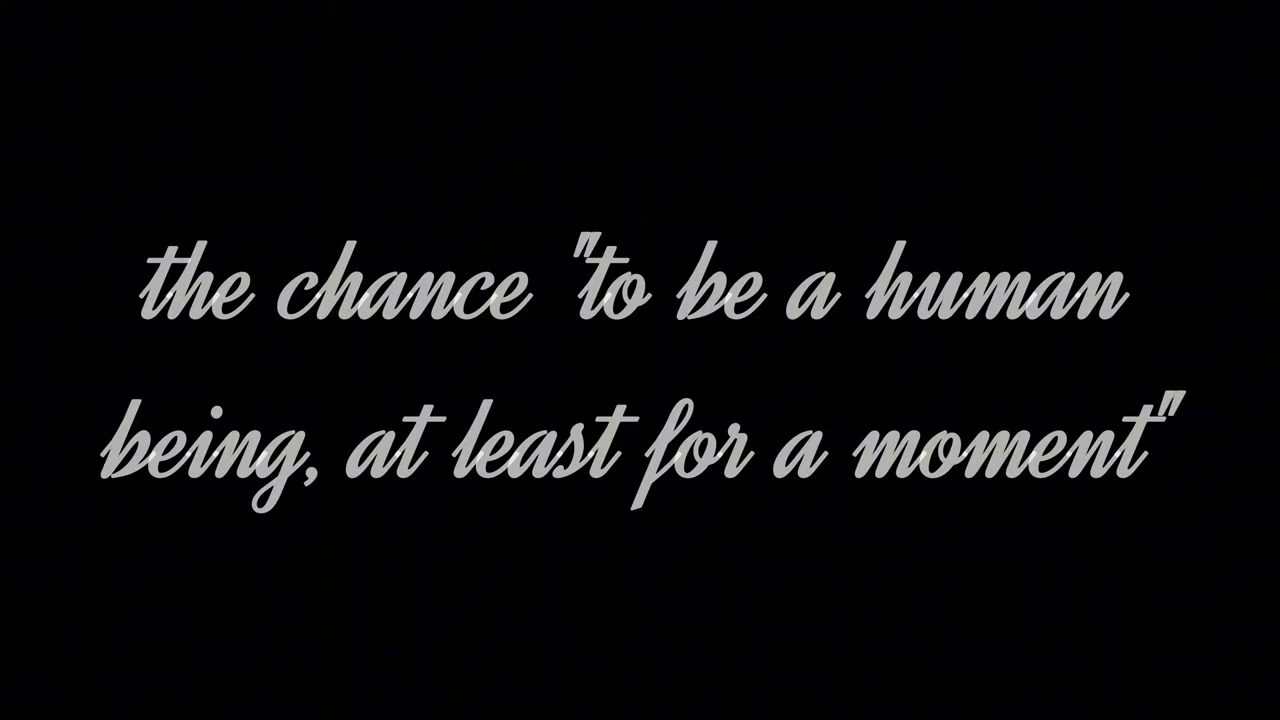 the chance "to be a human
being, at least for a moment"